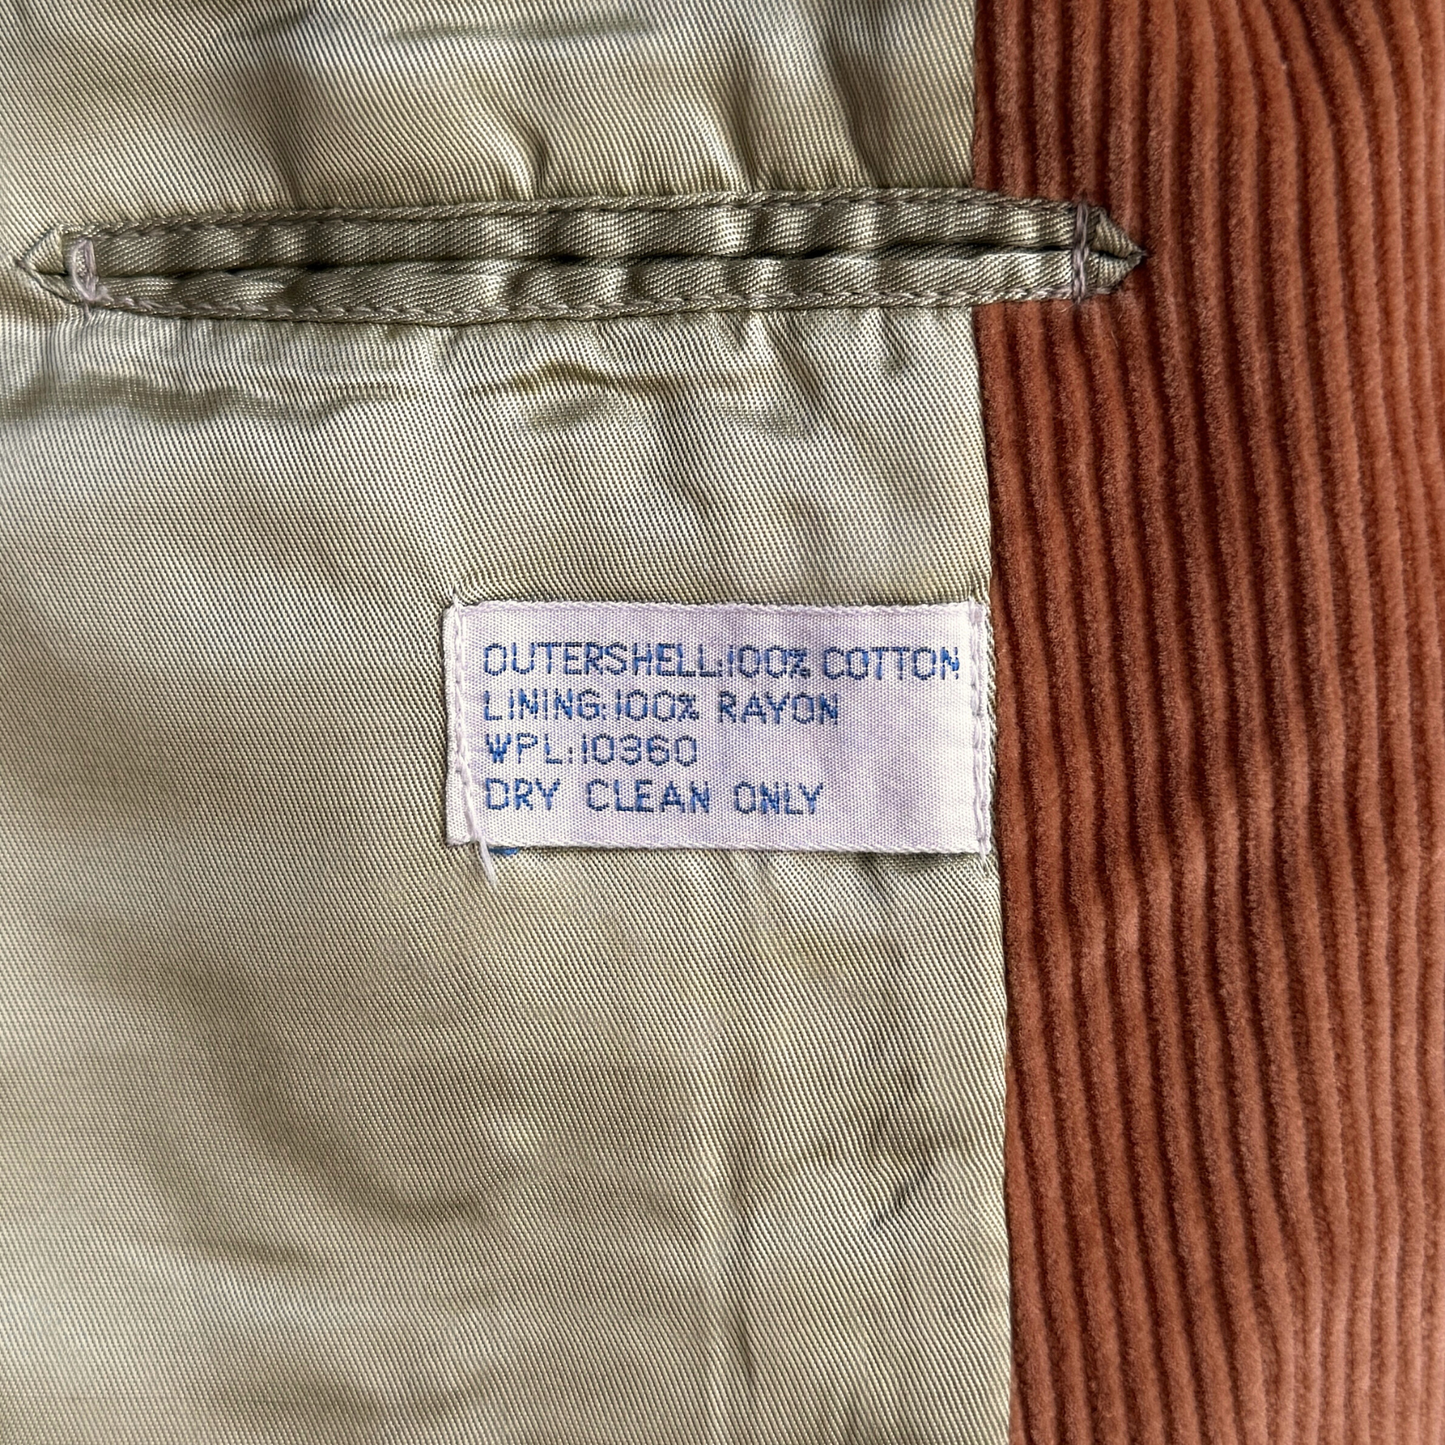 OUTERSHELL:100% COTTON
LINING:100% RAYON
WPL:10360
DRY CLEAN ONLY